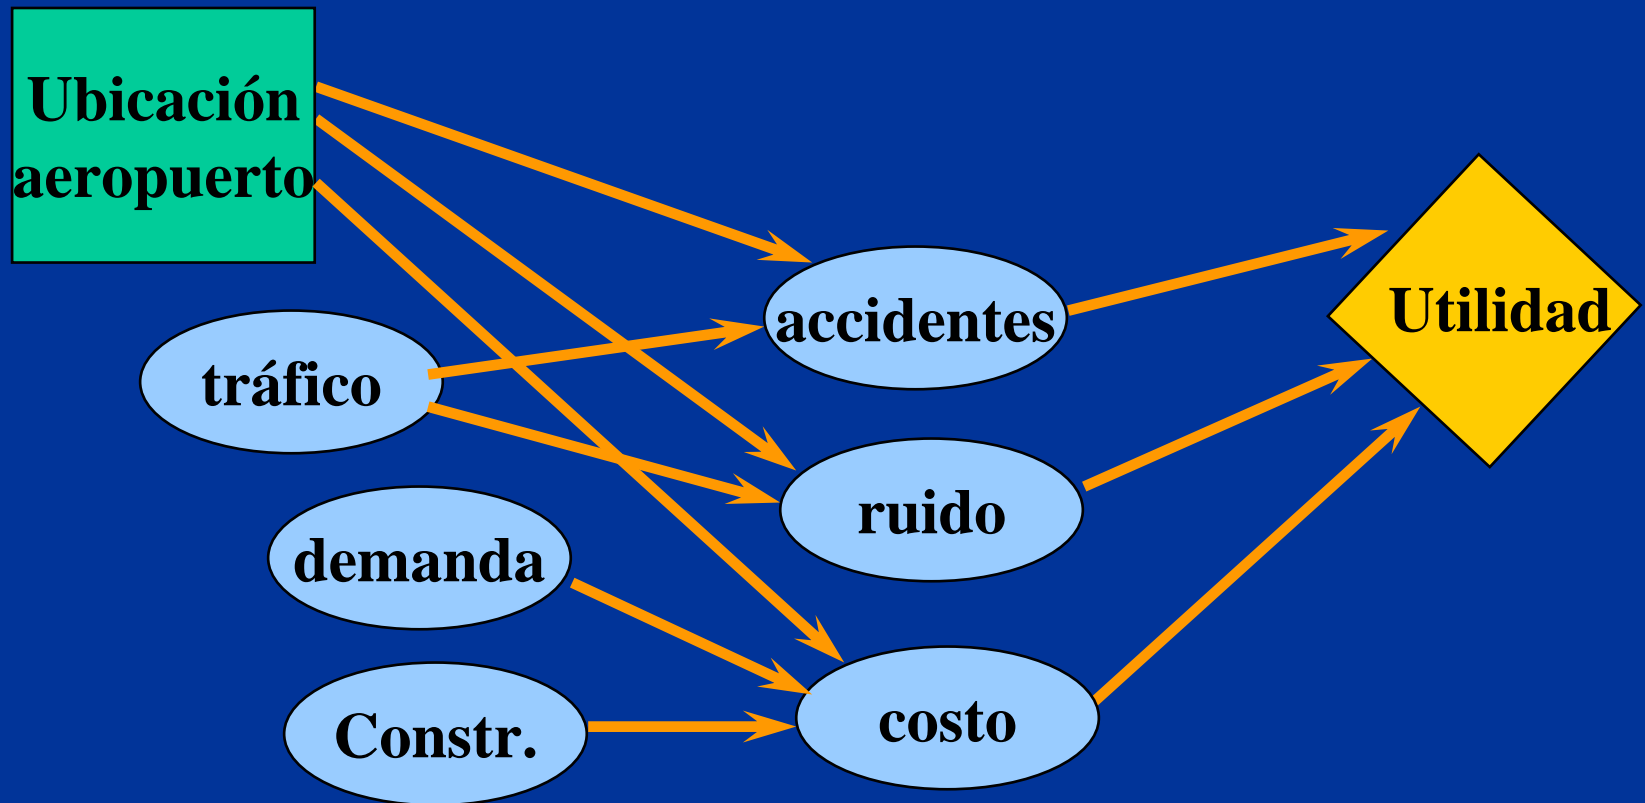 Ubicación
aeropuerto
tráfico
demanda
Constr.
accidentes
ruido
costo
Utilidad